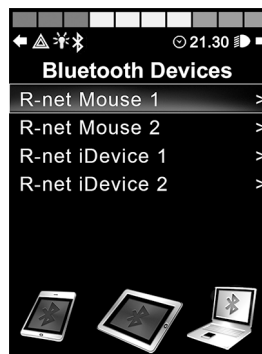 21.30
Bluetooth Devices
R-net Mouse 1 >
R-net Mouse 2 >
R-net iDevice 1 >
R-net iDevice 2 >